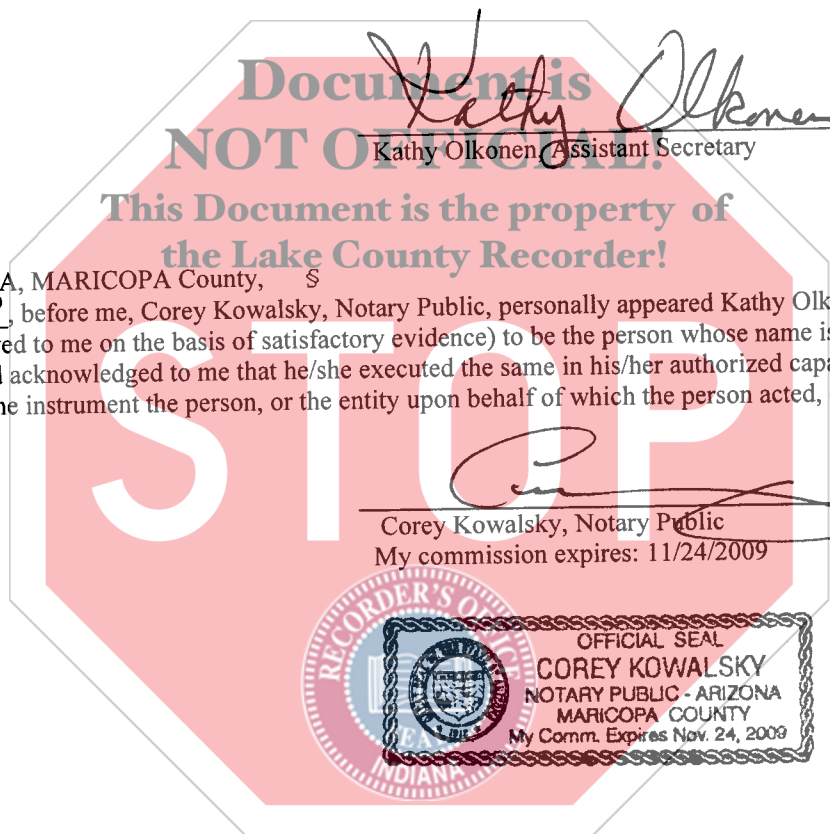 Kathy Olkonen
Document is
NOT OFFICIAL!
Kathy Olkonen, Assistant Secretary
This Document is the property of
the Lake County Recorder!
A, MARICOPA County, §
, before me, Corey Kowalsky, Notary Public, personally appeared Kathy Olk
ed to me on the basis of satisfactory evidence) to be the person whose name is
acknowledged to me that he/she executed the same in his/her authorized capa
e instrument the person, or the entity upon behalf of which the person acted,
STOP
Corey Kowalsky, Notary Public
My commission expires: 11/24/2009
RECORDER'S OFFICE
SEAL
INDIANA
OFFICIAL SEAL
COREY KOWALSKY
NOTARY PUBLIC - ARIZONA
MARICOPA COUNTY
My Comm. Expires Nov. 24, 2009